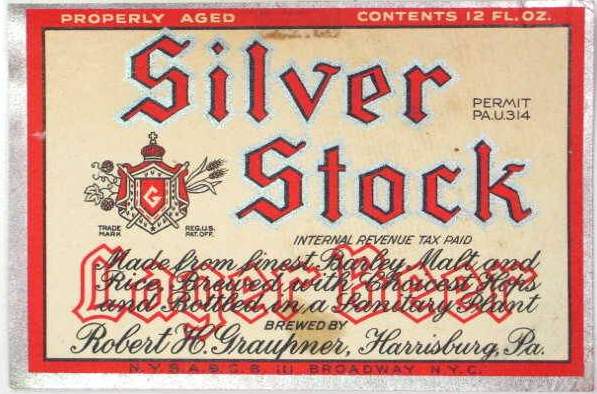 PROPERLY AGED
CONTENTS 12 FL. OZ.
Silver
PERMIT
PA.U.314
Stock
G
TRADE
MARK
REG.U.S.
PAT. OFF.
INTERNAL REVENUE TAX PAID
Lager Beer
Made from finest Barley Malt and
Rice, Brewed with Choicest Hops
and Bottled in a Sanitary Plant
BREWED BY
Robert H. Graupner, Harrisburg, Pa.
BROADWAY N.Y.C.